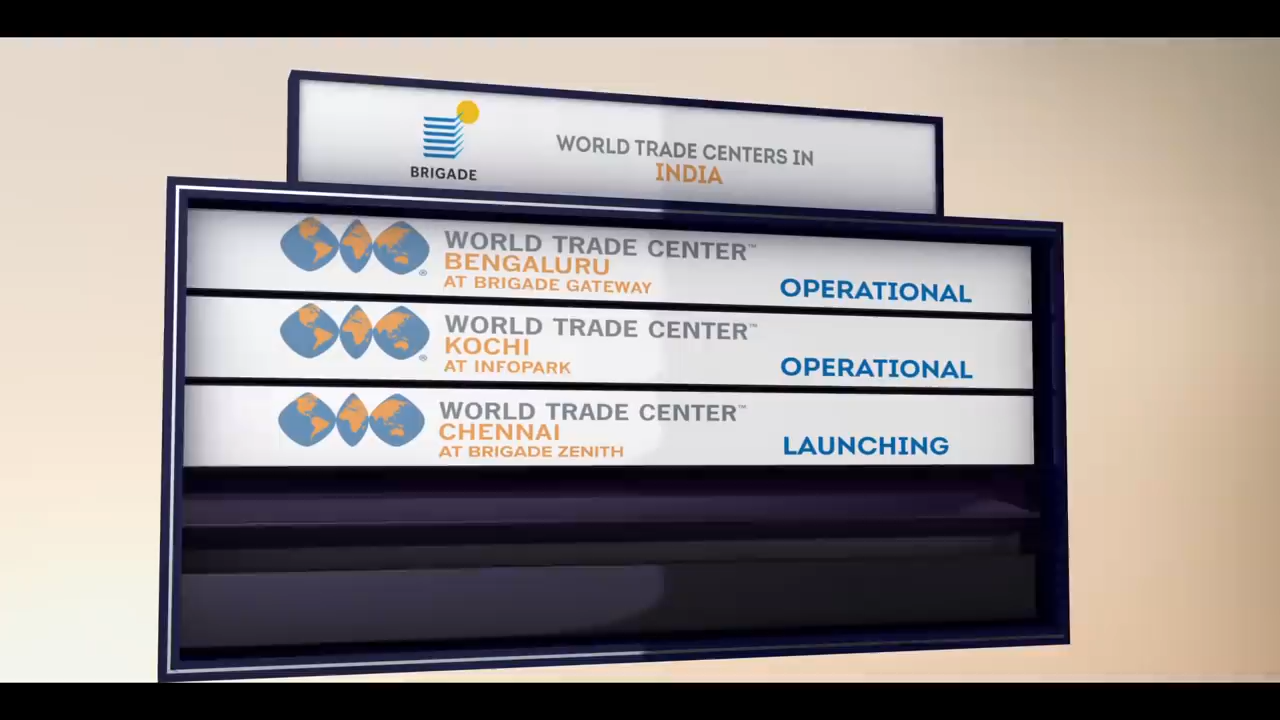 BRIGADE
WORLD TRADE CENTERS IN
INDIA
WORLD TRADE CENTER™
BENGALURU
AT BRIGADE GATEWAY
OPERATIONAL
®
WORLD TRADE CENTER™
KOCHI
AT INFOPARK
OPERATIONAL
®
WORLD TRADE CENTER™
CHENNAI
AT BRIGADE ZENITH
LAUNCHING